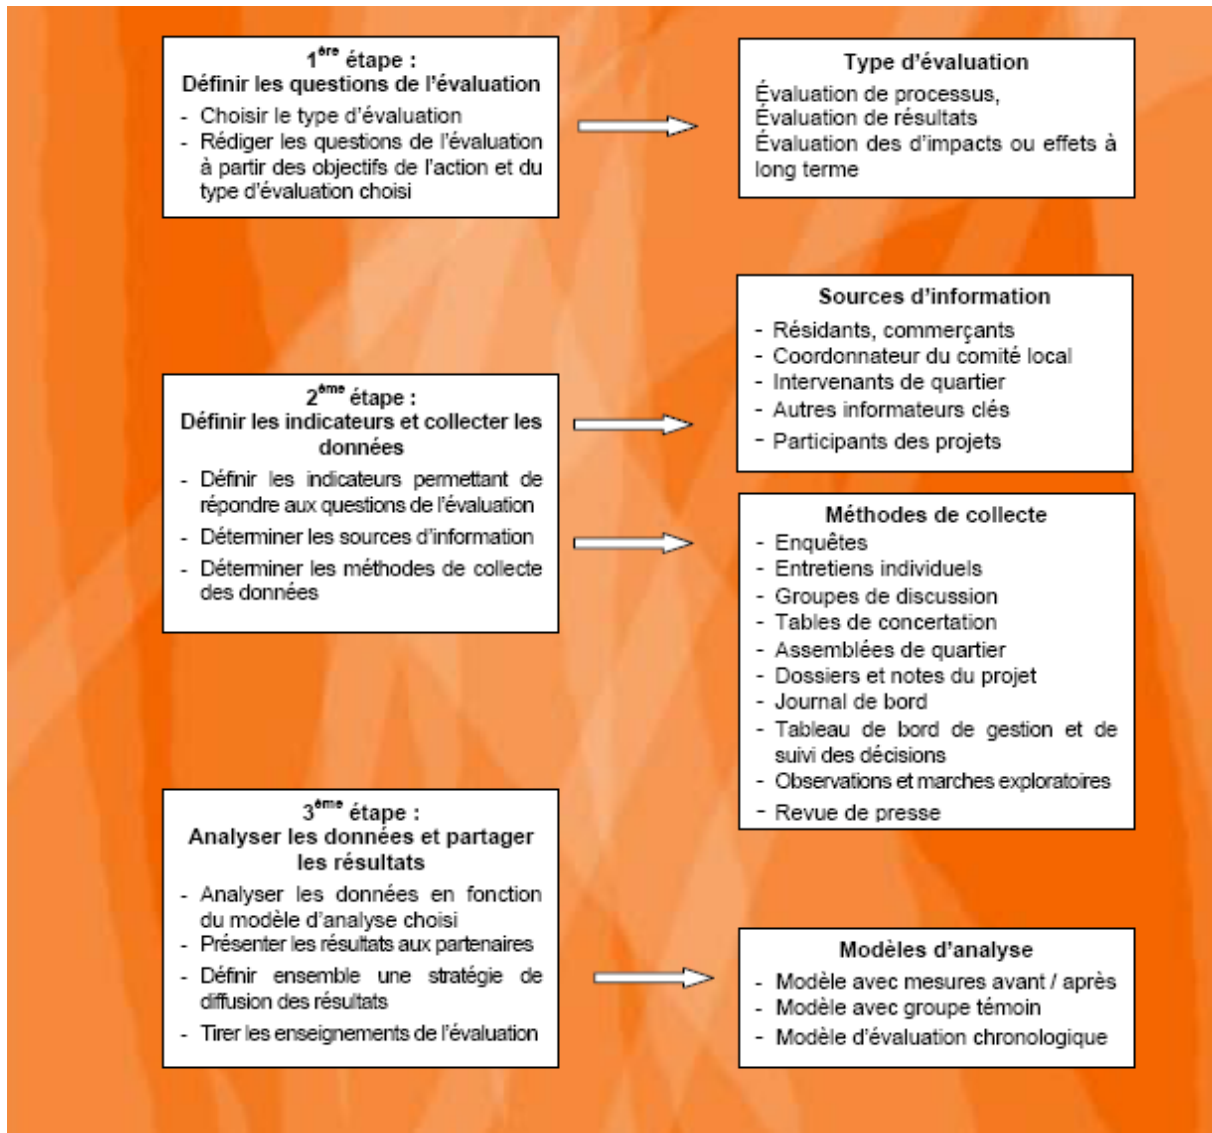 1ère étape :
Définir les questions de l'évaluation
- Choisir le type d'évaluation
- Rédiger les questions de l'évaluation
à partir des objectifs de l'action et du
type d'évaluation choisi
Type d'évaluation
Évaluation de processus,
Évaluation de résultats
Évaluation des d'impacts ou effets à
long terme
2ème étape :
Définir les indicateurs et collecter les
données
- Définir les indicateurs permettant de
répondre aux questions de l'évaluation
- Déterminer les sources d'information
- Déterminer les méthodes de collecte
des données
Sources d'information
- Résidants, commerçants
- Coordonnateur du comité local
- Intervenants de quartier
- Autres informateurs clés
- Participants des projets
Méthodes de collecte
- Enquêtes
- Entretiens individuels
- Groupes de discussion
- Tables de concertation
- Assemblées de quartier
- Dossiers et notes du projet
- Journal de bord
- Tableau de bord de gestion et de
suivi des décisions
- Observations et marches exploratoires
- Revue de presse
3ème étape :
Analyser les données et partager
les résultats
- Analyser les données en fonction
du modèle d'analyse choisi
- Présenter les résultats aux partenaires
- Définir ensemble une stratégie de
diffusion des résultats
- Tirer les enseignements de l'évaluation
Modèles d'analyse
- Modèle avec mesures avant / après
- Modèle avec groupe témoin
- Modèle d'évaluation chronologique